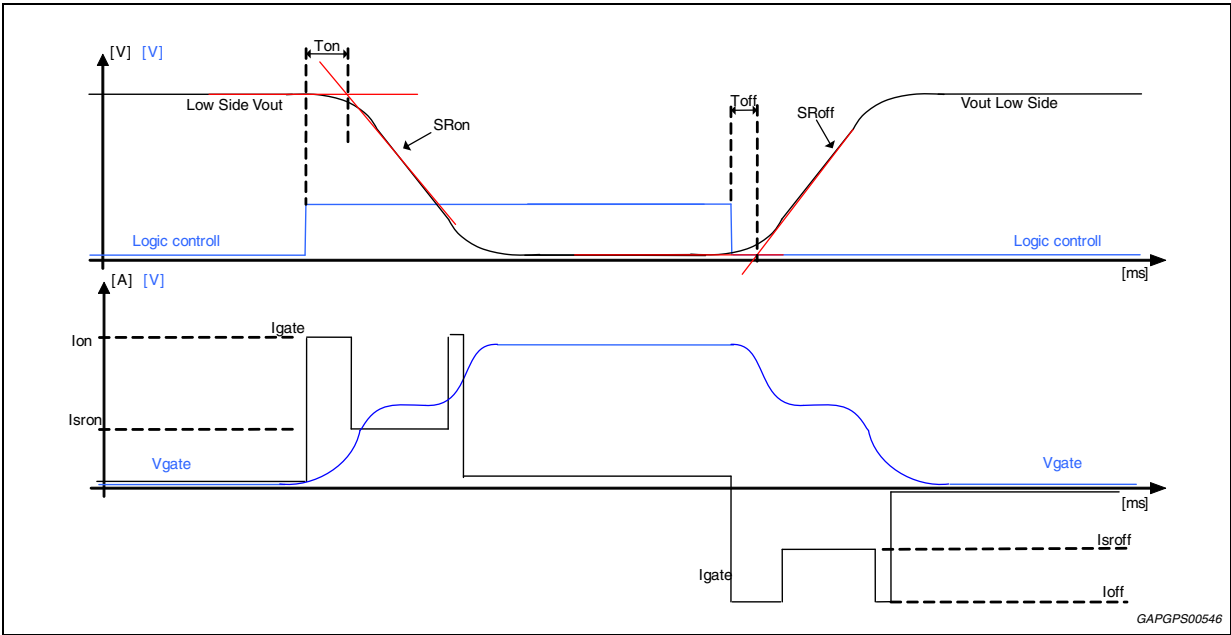 Ton
[V] [V]
Low Side Vout
SRon
Toff
SRoff
Vout Low Side
Logic controll
Logic controll
[ms]
[A] [V]
Igate
Ion
Isron
Vgate
Vgate
[ms]
Isroff
Igate
Ioff
GAPGPS00546